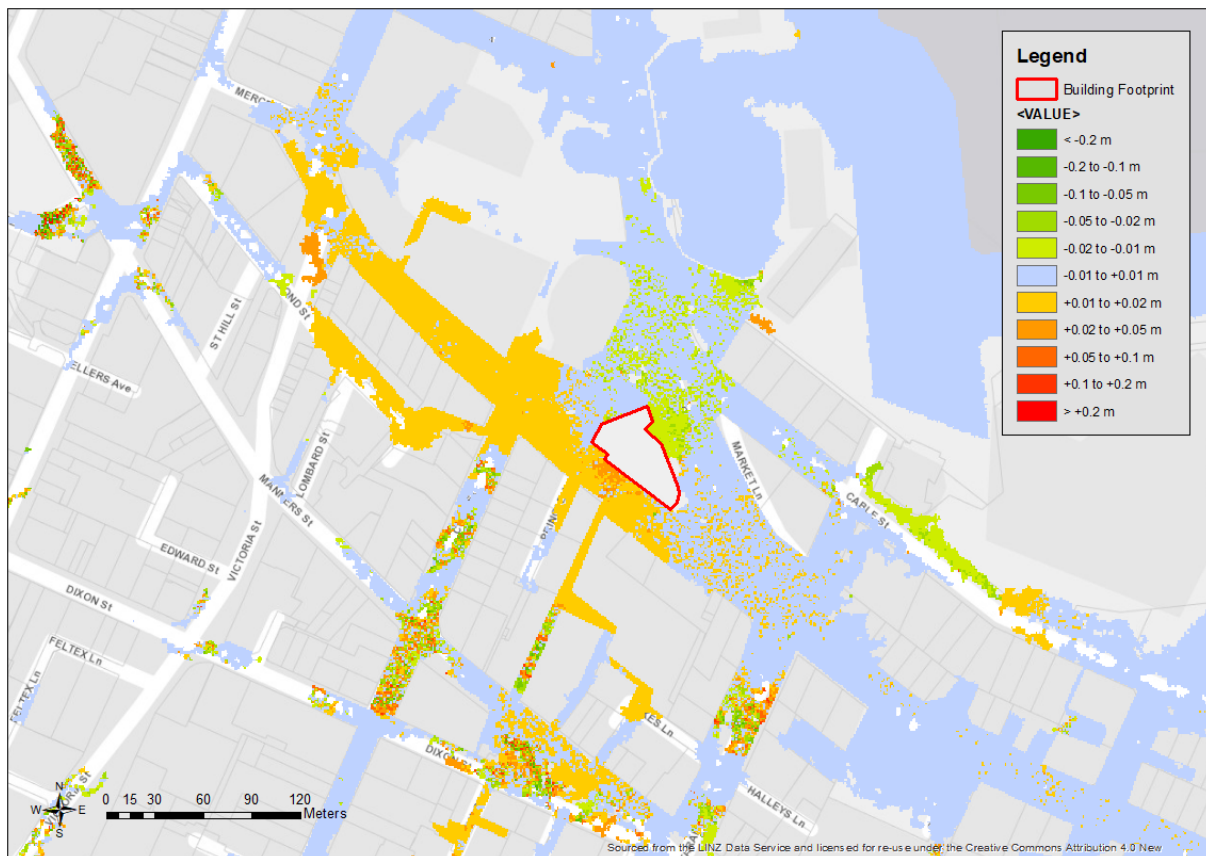 Legend
Building Footprint
<VALUE>
< -0.2 m
-0.2 to -0.1 m
-0.1 to -0.05 m
-0.05 to -0.02 m
-0.02 to -0.01 m
-0.01 to +0.01 m
+0.01 to +0.02 m
+0.02 to +0.05 m
+0.05 to +0.1 m
+0.1 to +0.2 m
> +0.2 m
ST HILL St
ELLERS Ave
LOMBARD St
MANNERS St
VICTORIA St
EDWARD St
DIXON St
FELTEX Ln
FELTEX Ln
MARKET Ln
CABLE St
DIXON
KES Ln
HALLEYS Ln
N
W E
S
0 15 30 60 90 120
Meters
Sourced from the LINZ Data Service and licensed for re-use under the Creative Commons Attribution 4.0 New